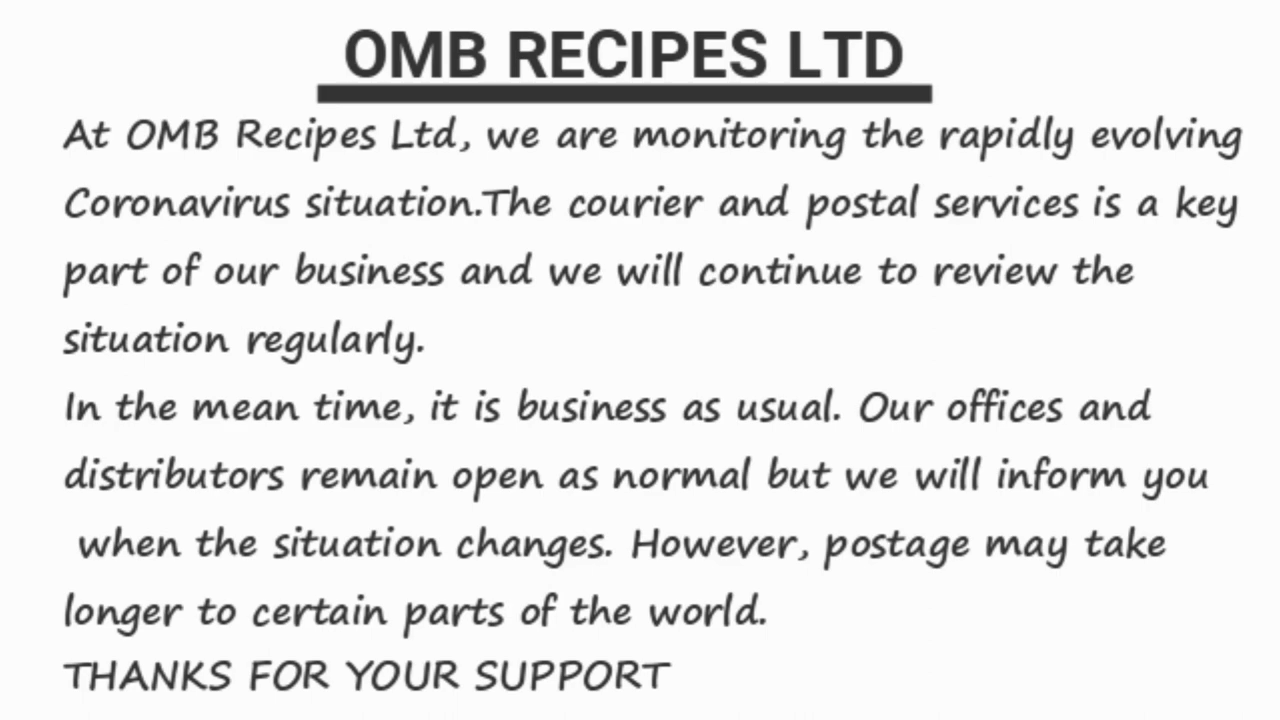 OMB RECIPES LTD
At OMB Recipes Ltd, we are monitoring the rapidly evolving
Coronavirus situation.The courier and postal services is a key
part of our business and we will continue to review the
situation regularly.
In the mean time, it is business as usual. Our offices and
distributors remain open as normal but we will inform you
when the situation changes. However, postage may take
longer to certain parts of the world.
THANKS FOR YOUR SUPPORT